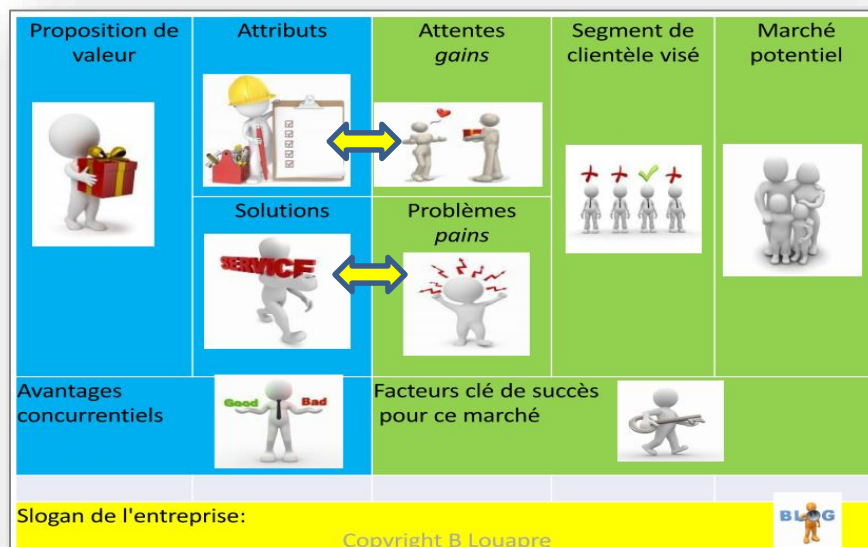 Proposition de
valeur
Attributs
Attentes
gains
Segment de
clientèle visé
Marché
potentiel
Solutions
SERVICE
Problèmes
pains
Avantages
concurrentiels
Good Bad
Facteurs clé de succès
pour ce marché
Slogan de l'entreprise:
BLOG
Copyright B Louapre